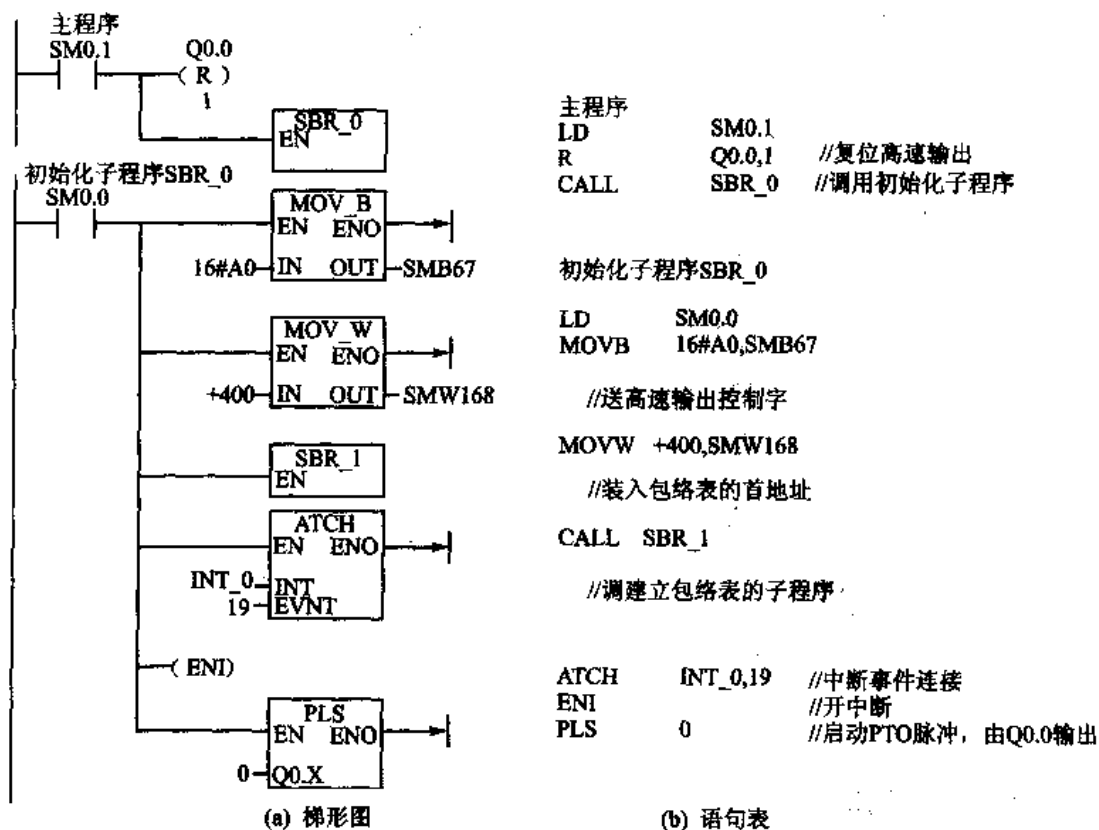 主程序
SM0.1 Q0.0
( R )
1
SBR_0
EN
初始化子程序SBR_0
SM0.0
MOV_B
EN ENO
16#A0 IN OUT SMB67
MOV_W
EN ENO
+400 IN OUT SMW168
SBR_1
EN
ATCH
EN ENO
INT_0 INT
19 EVNT
( ENI)
PLS
EN ENO
0 Q0.X
(a) 梯形图
主程序
LD SM0.1
R Q0.0,1 //复位高速输出
CALL SBR_0 //调用初始化子程序
初始化子程序SBR_0
LD SM0.0
MOVB 16#A0,SMB67
//送高速输出控制字
MOVW +400,SMW168
//装入包络表的首地址
CALL SBR_1
//调建立包络表的子程序
ATCH INT_0,19 //中断事件连接
ENI //开中断
PLS 0 //启动PTO脉冲，由Q0.0输出
(b) 语句表